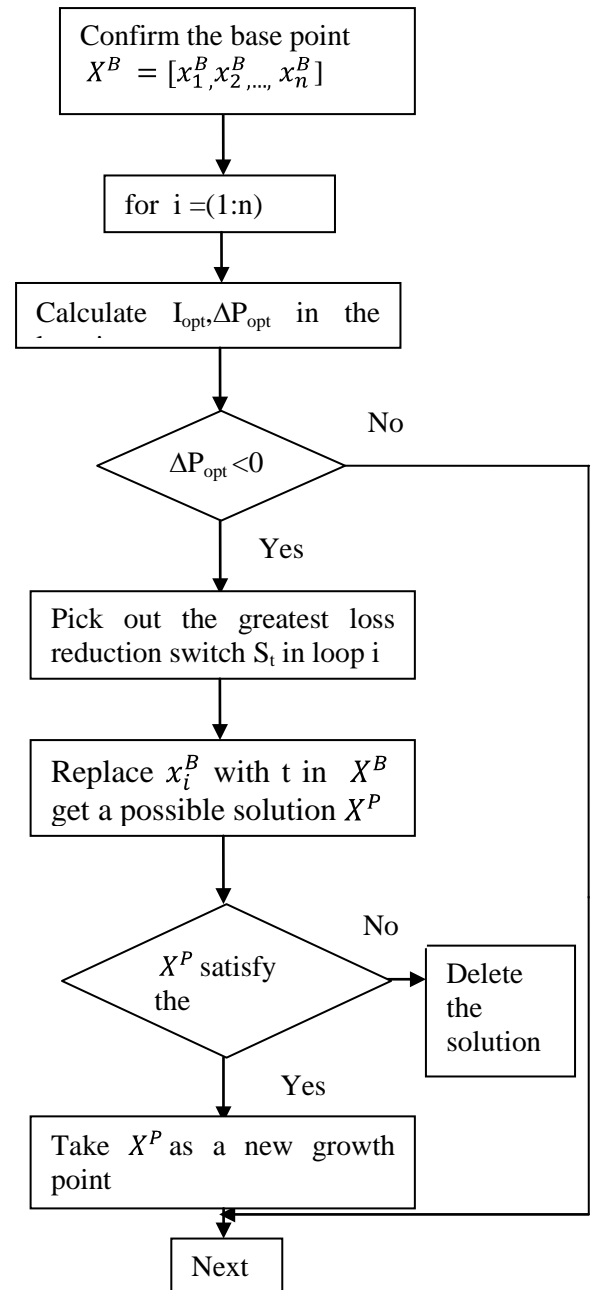 Confirm the base point
X^B = [x_1^B, x_2^B, ..., x_n^B]
for i =(1:n)
Calculate I_opt,ΔP_opt in the
ΔP_opt <0
No
Yes
Pick out the greatest loss
reduction switch S_t in loop i
Replace x_i^B with t in X^B
get a possible solution X^P
X^P satisfy
the
No
Delete
the
solution
Yes
Take X^P as a new growth
point
Next